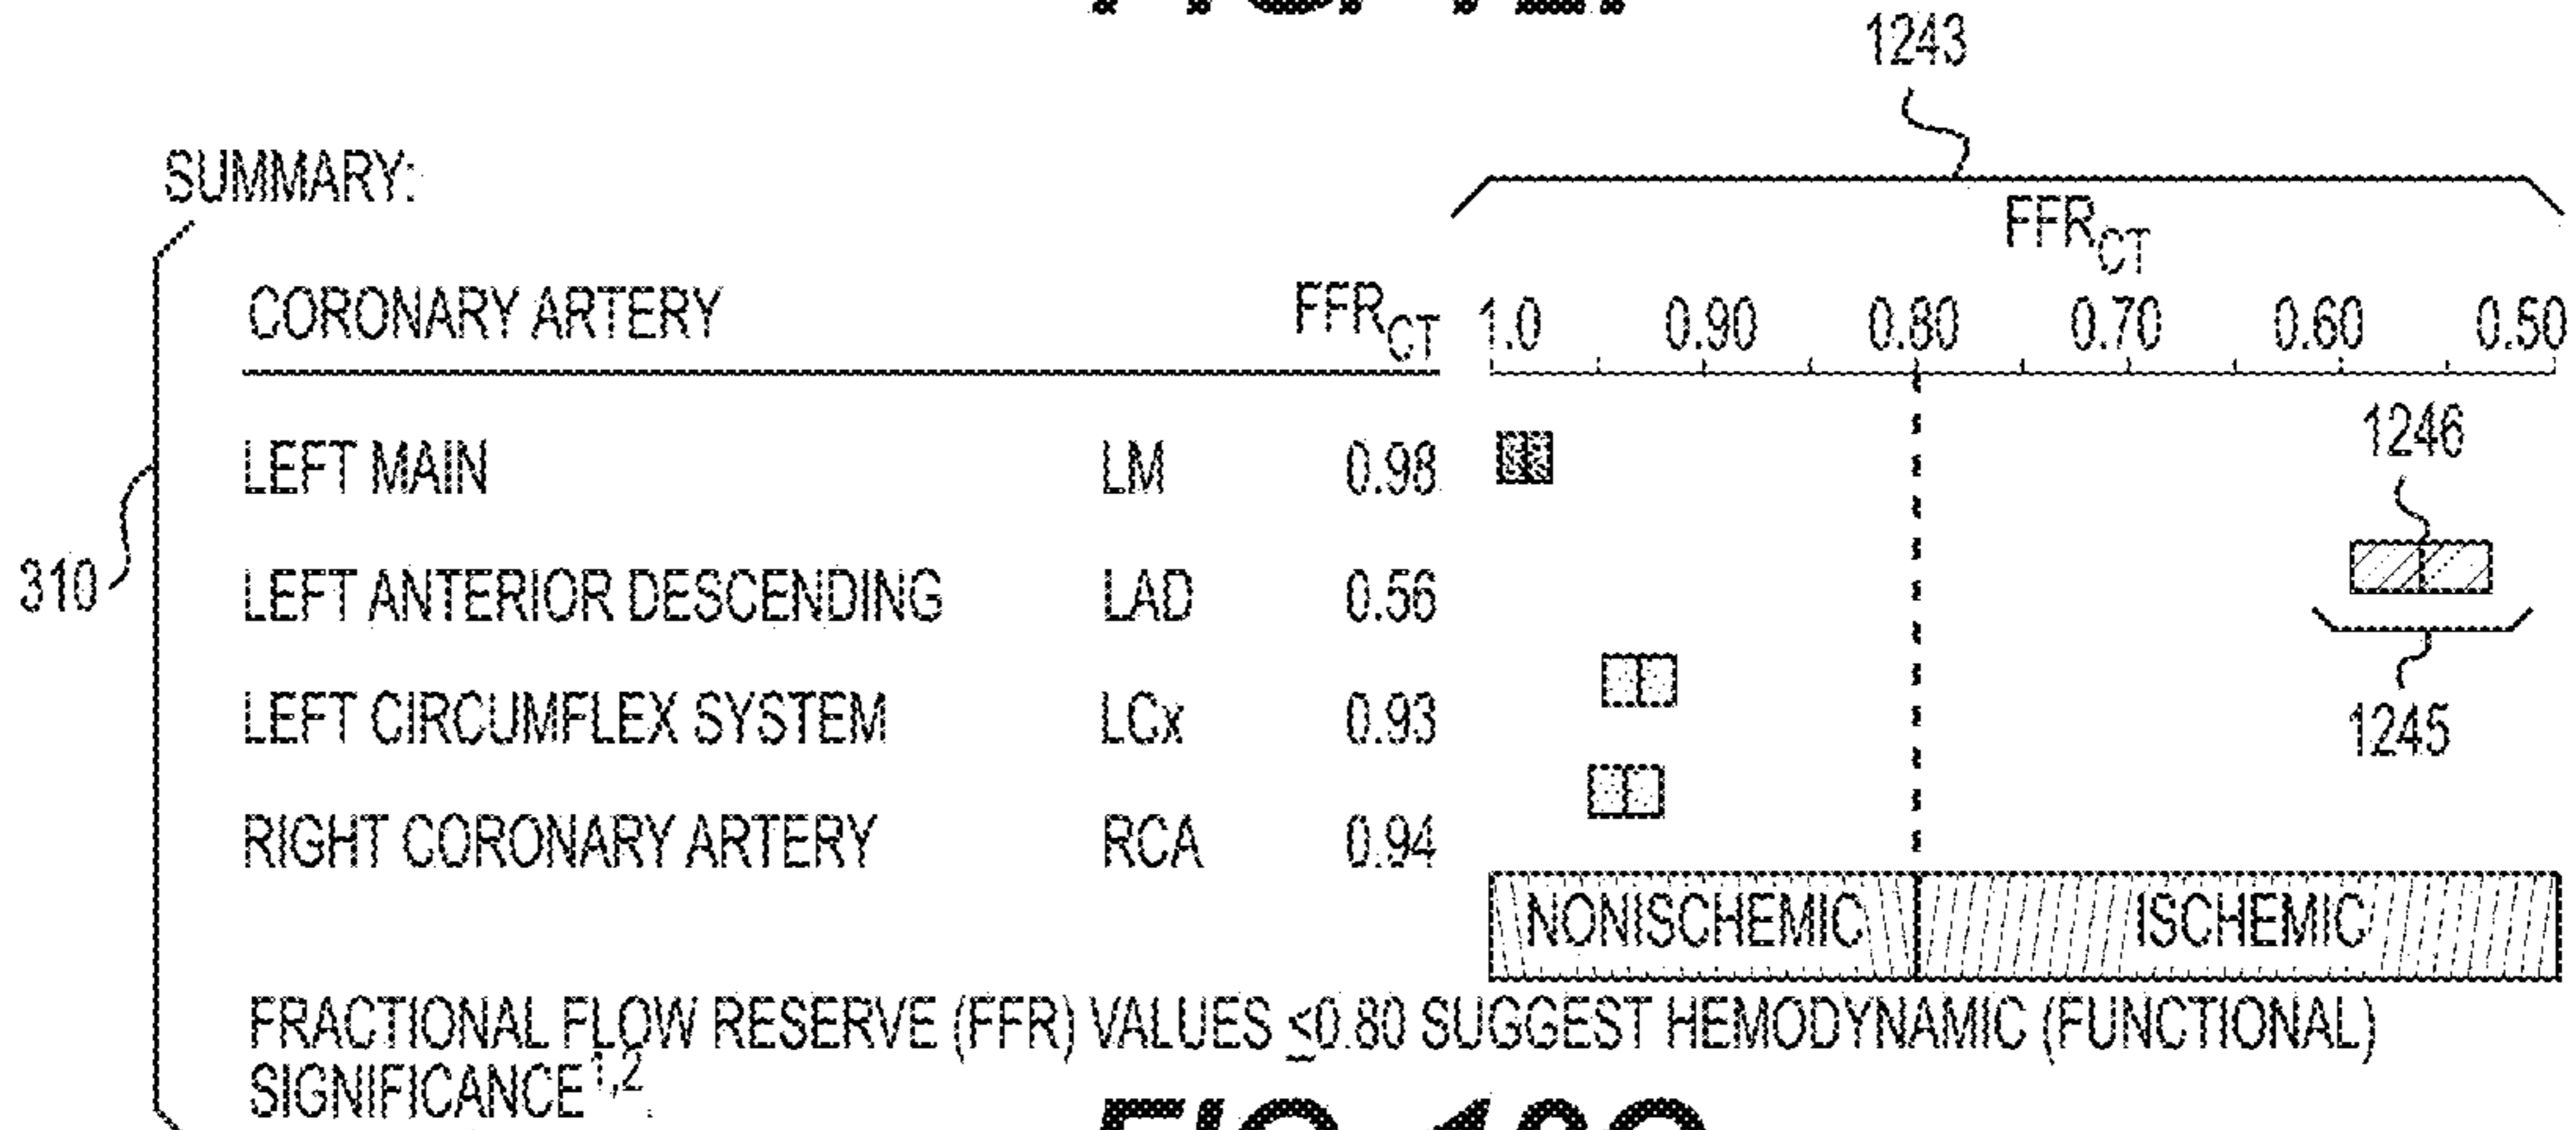 1243
SUMMARY:
FFRCT
CORONARY ARTERY FFRCT 1.0 0.90 0.80 0.70 0.60 0.50
LEFT MAIN LM 0.98
1246
310
LEFT ANTERIOR DESCENDING LAD 0.56
LEFT CIRCUMFLEX SYSTEM LCx 0.93
1245
RIGHT CORONARY ARTERY RCA 0.94
NONISCHEMIC ISCHEMIC
FRACTIONAL FLOW RESERVE (FFR) VALUES ≤0.80 SUGGEST HEMODYNAMIC (FUNCTIONAL)
SIGNIFICANCE1,2.